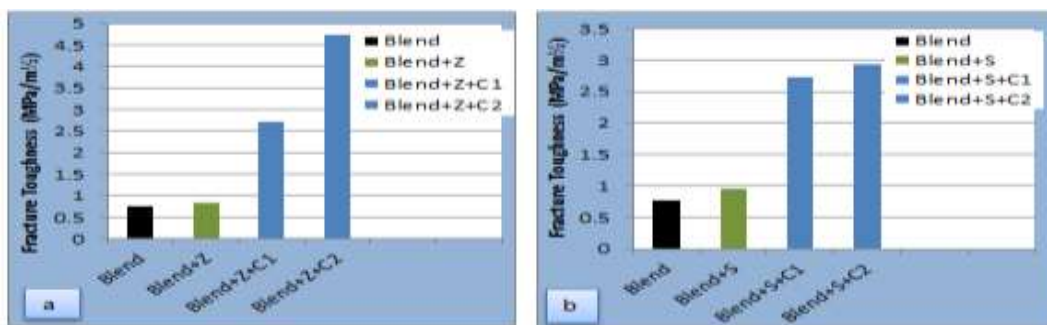 Fracture Toughness (MPa/m½)
5
4.5
4
3.5
3
2.5
2
1.5
1
0.5
0
Blend
Blend+Z
Blend+Z+C1
Blend+Z+C2
Blend
Blend+Z
Blend+Z+C1
Blend+Z+C2
a
Fracture Toughness (MPa/m½)
3.5
3
2.5
2
1.5
1
0.5
0
Blend
Blend+S
Blend+S+C1
Blend+S+C2
Blend
Blend+S
Blend+S+C1
Blend+S+C2
b